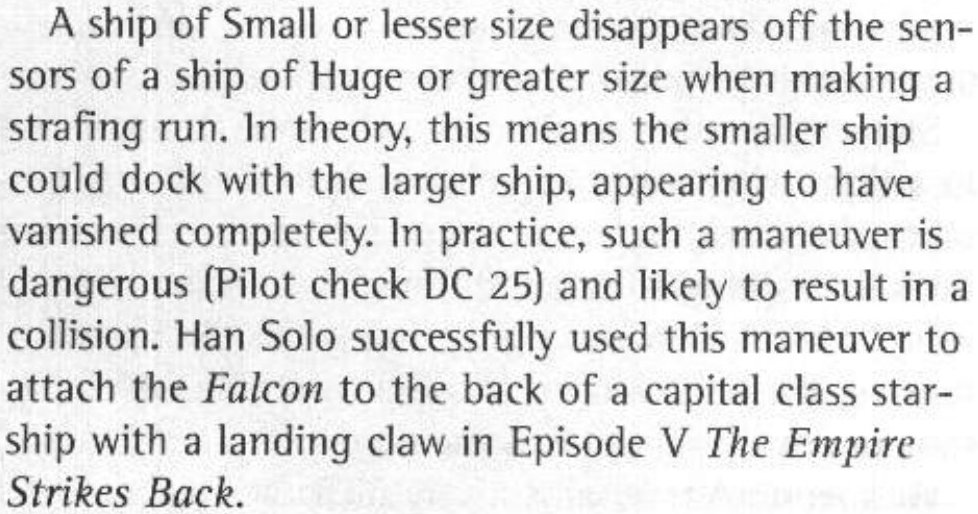 A ship of Small or lesser size disappears off the sen-
sors of a ship of Huge or greater size when making a
strafing run. In theory, this means the smaller ship
could dock with the larger ship, appearing to have
vanished completely. In practice, such a maneuver is
dangerous (Pilot check DC 25) and likely to result in a
collision. Han Solo successfully used this maneuver to
attach the Falcon to the back of a capital class star-
ship with a landing claw in Episode V The Empire
Strikes Back.